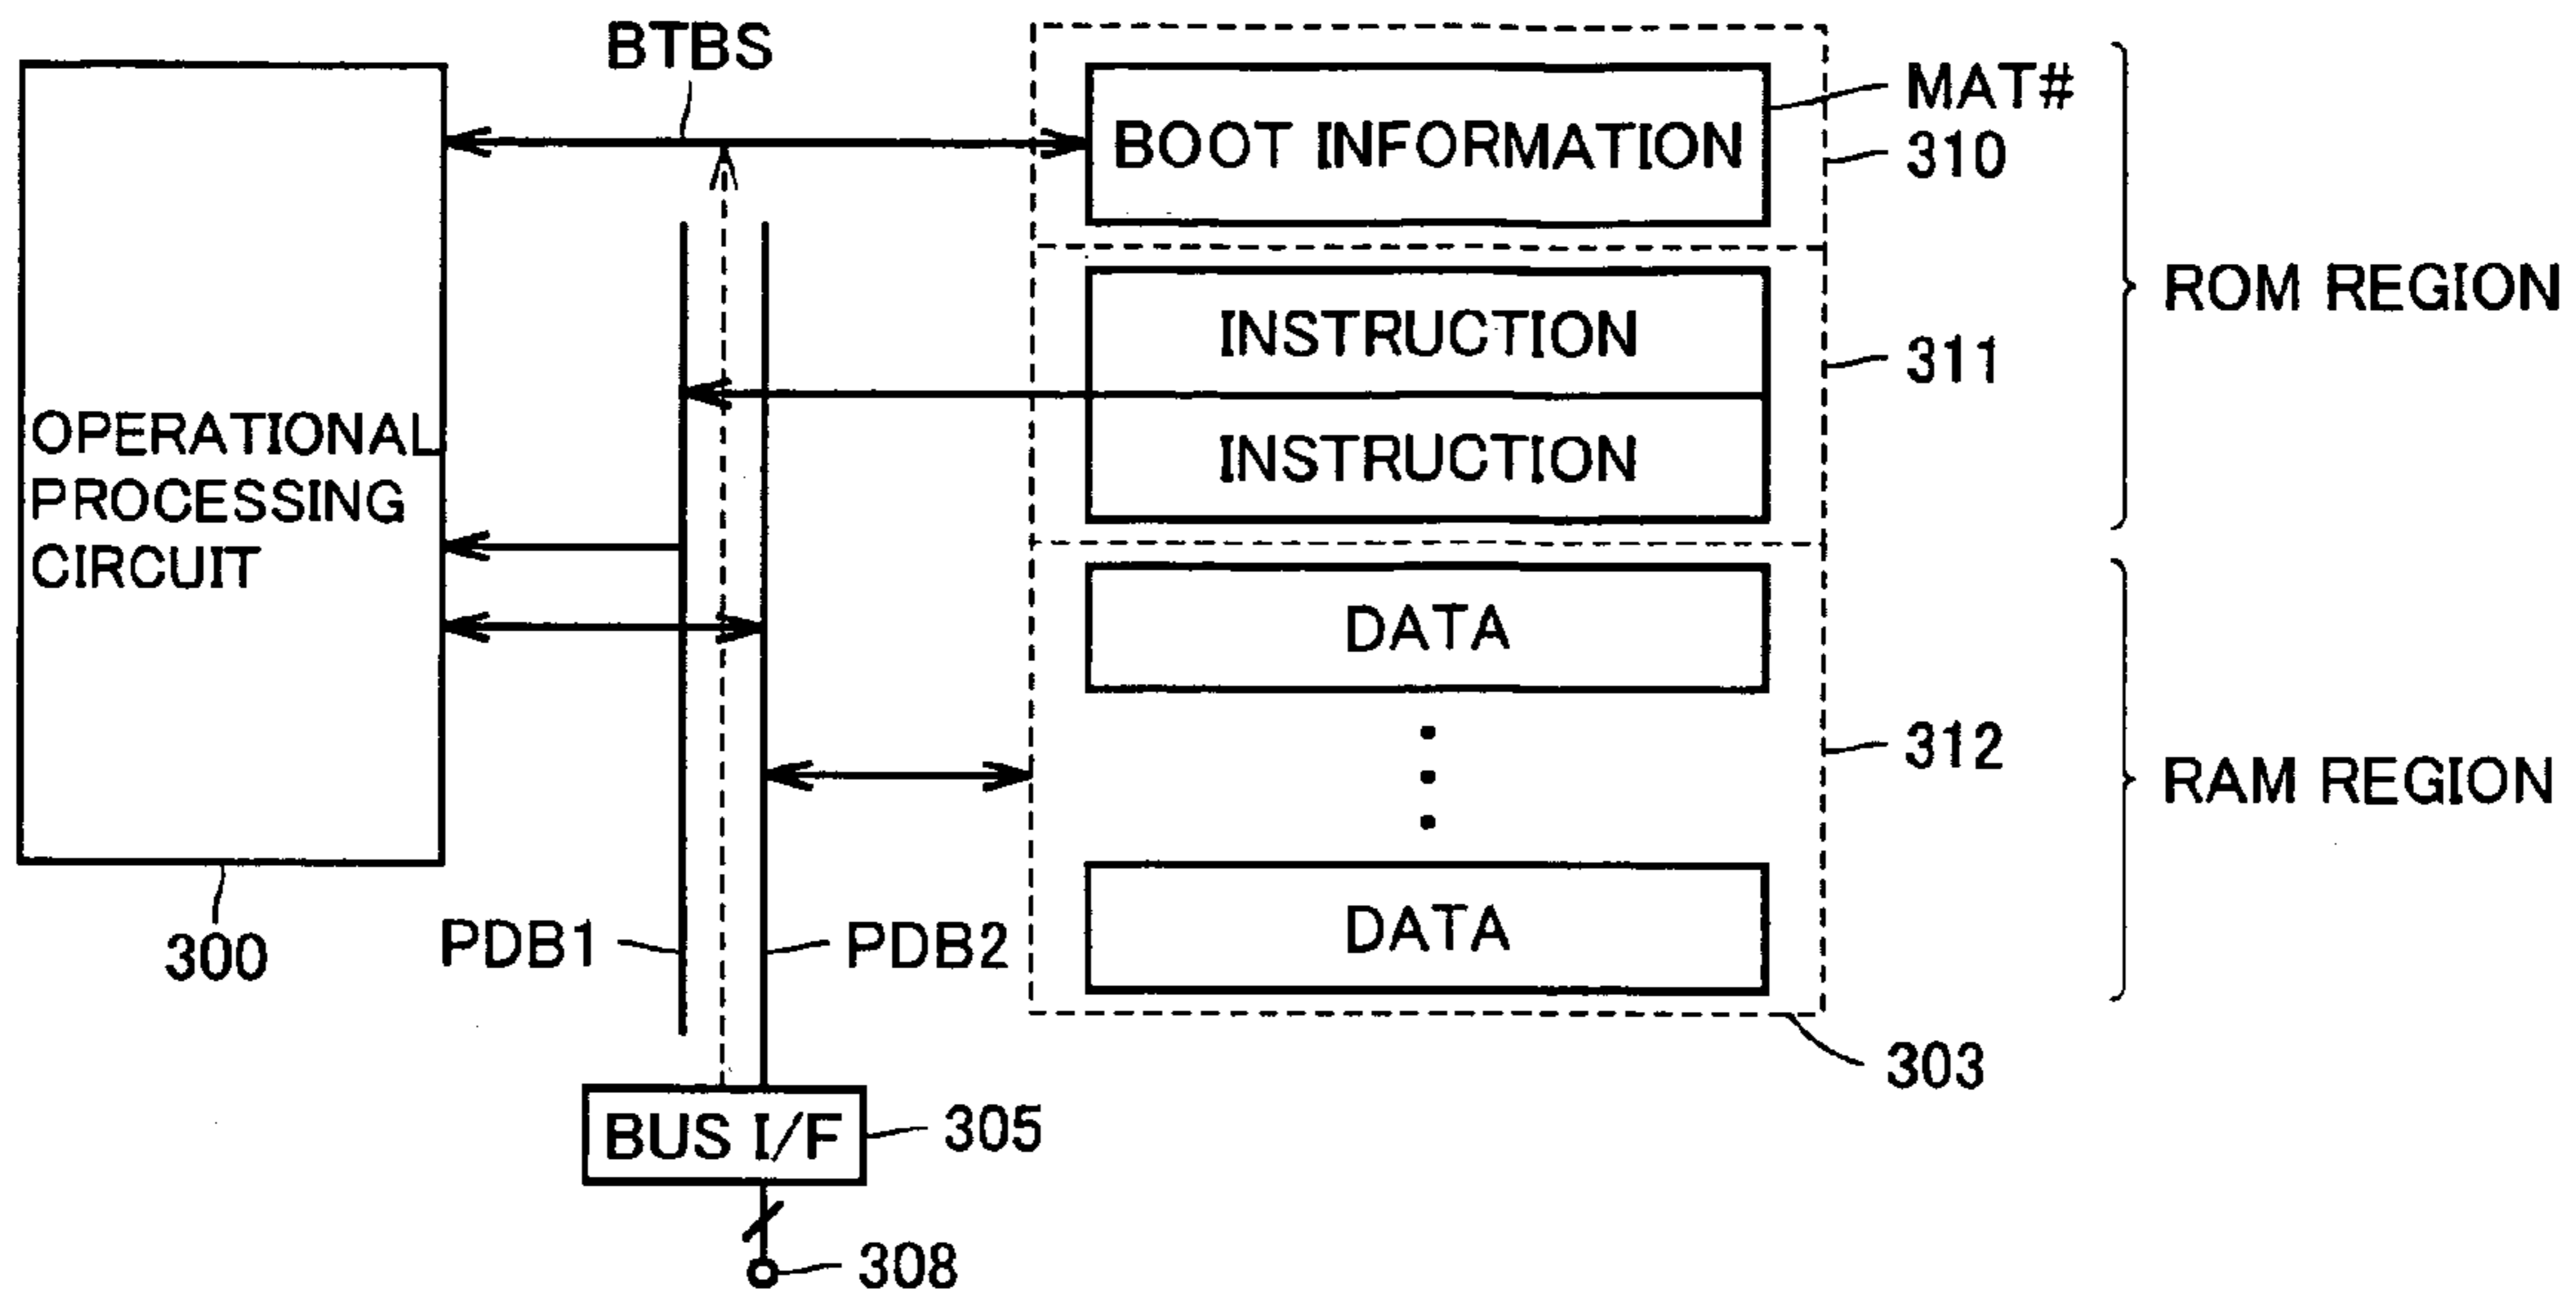 BTBS
MAT#
BOOT INFORMATION
310
ROM REGION
INSTRUCTION
311
INSTRUCTION
OPERATIONAL
PROCESSING
CIRCUIT
DATA
312
RAM REGION
DATA
300
PDB1
PDB2
303
BUS I/F
305
308